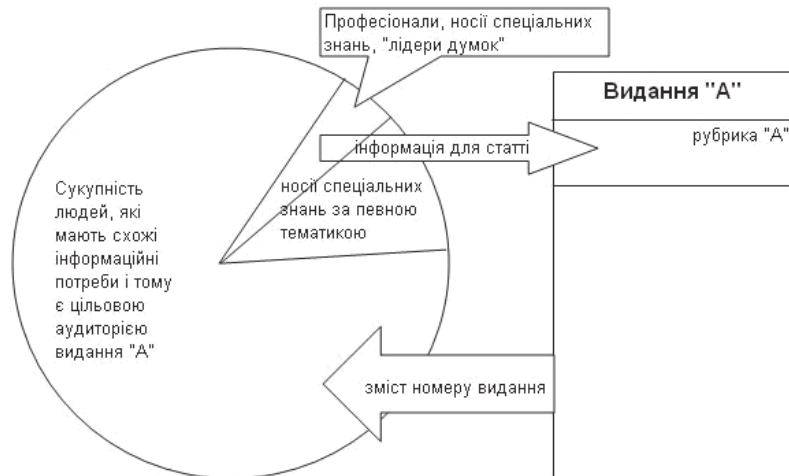 Професіонали, носії спеціальних
знань, "лідери думок"
Видання "А"
рубрика "А"
інформація для статті
носії спеціальних
знань за певною
тематикою
Сукупність
людей, які
мають схожі
інформаційні
потреби і тому
є цільовою
аудиторією
видання "А"
зміст номеру видання